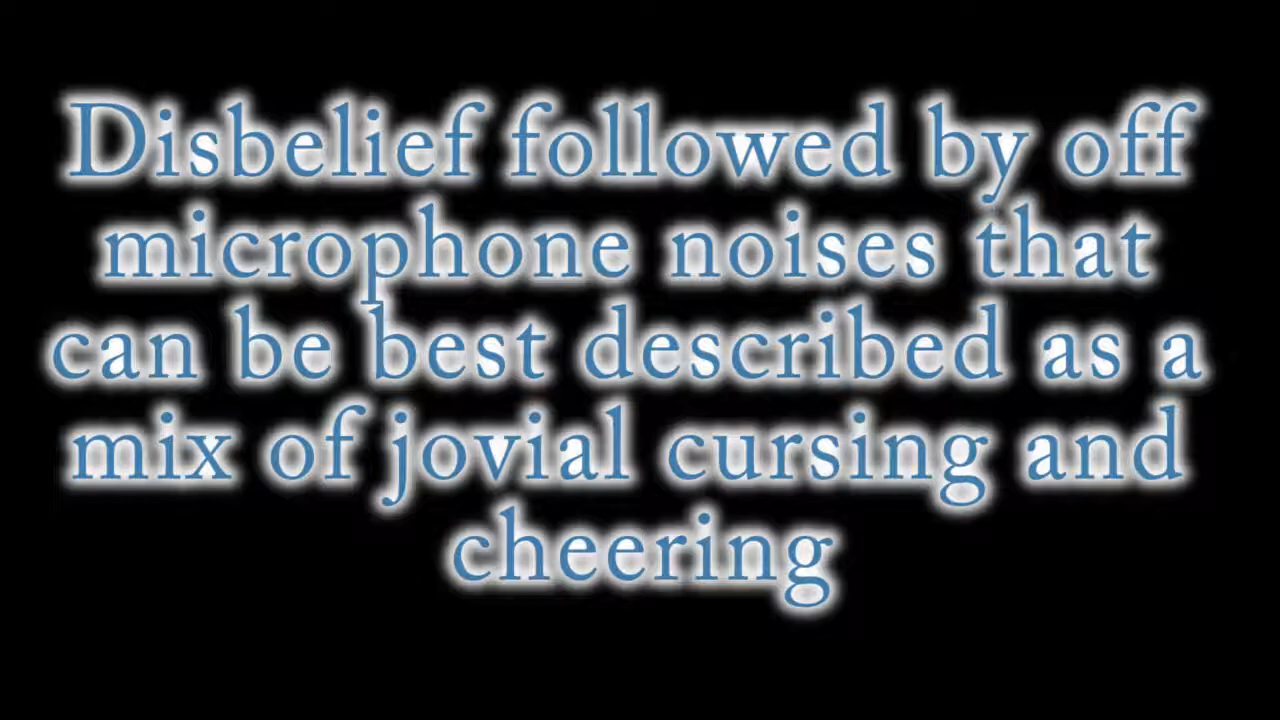 Disbelief followed by off
microphone noises that
can be best described as a
mix of jovial cursing and
cheering